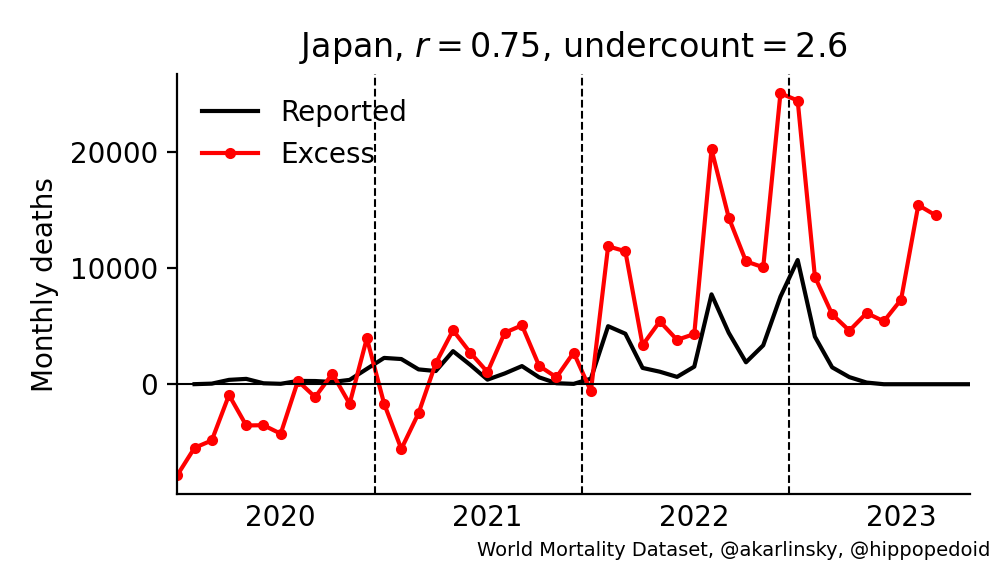 Japan, r = 0.75, undercount = 2.6
Reported
Excess
Monthly deaths
20000
10000
0
2020 2021 2022 2023
World Mortality Dataset, @akarlinsky, @hippopedoid